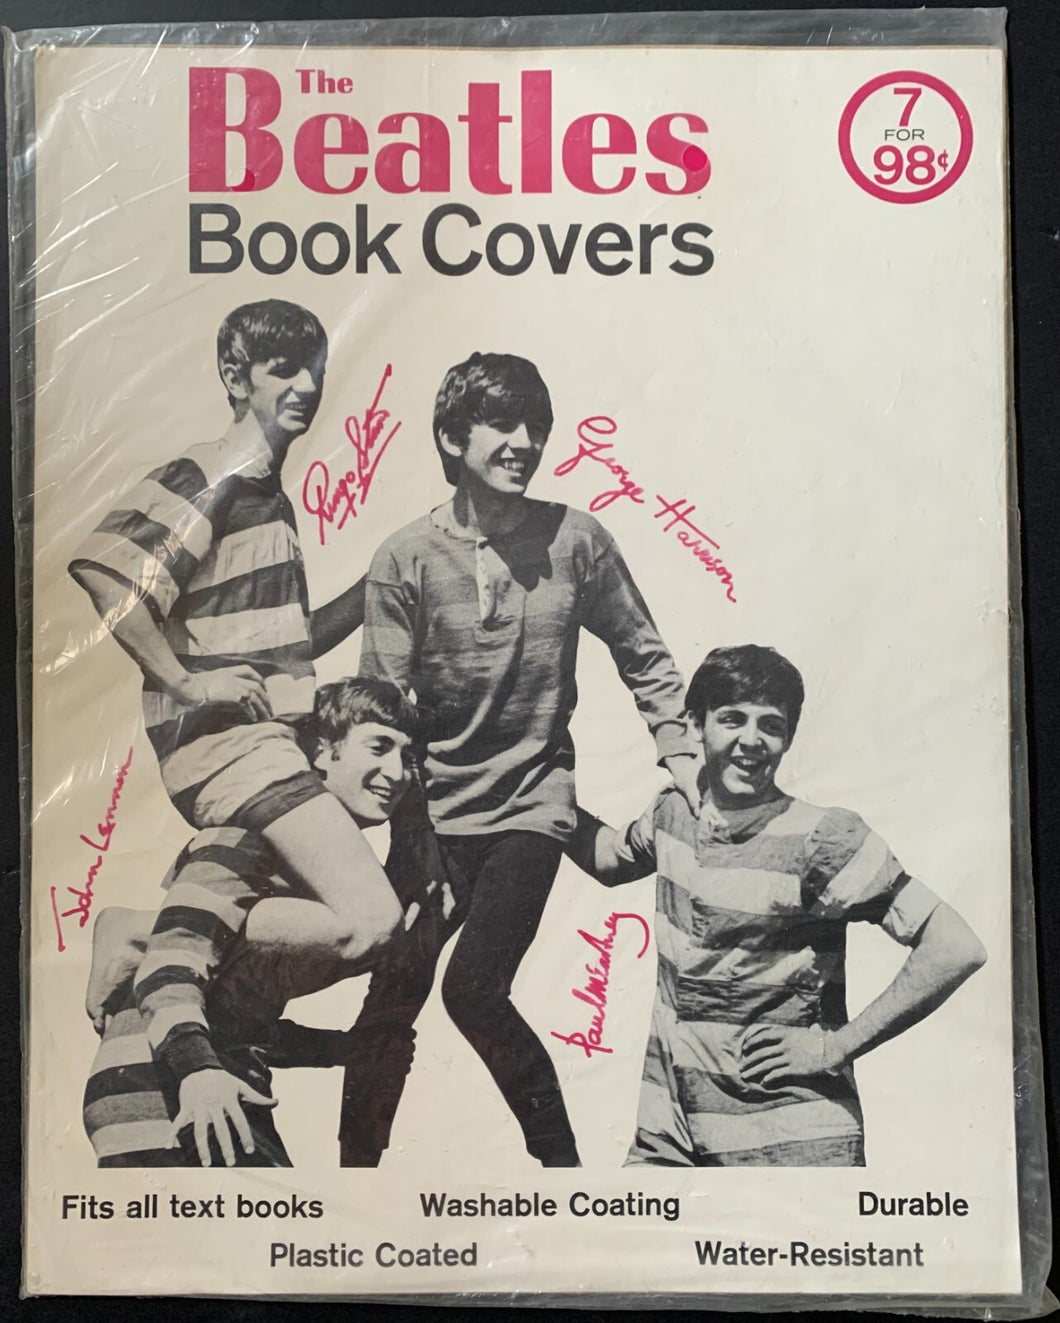 The
Beatles
Book Covers
7
FOR
98¢
Ringo Starr
George Harrison
John Lennon
Paul McCartney
Fits all text books
Washable Coating
Durable
Plastic Coated
Water-Resistant